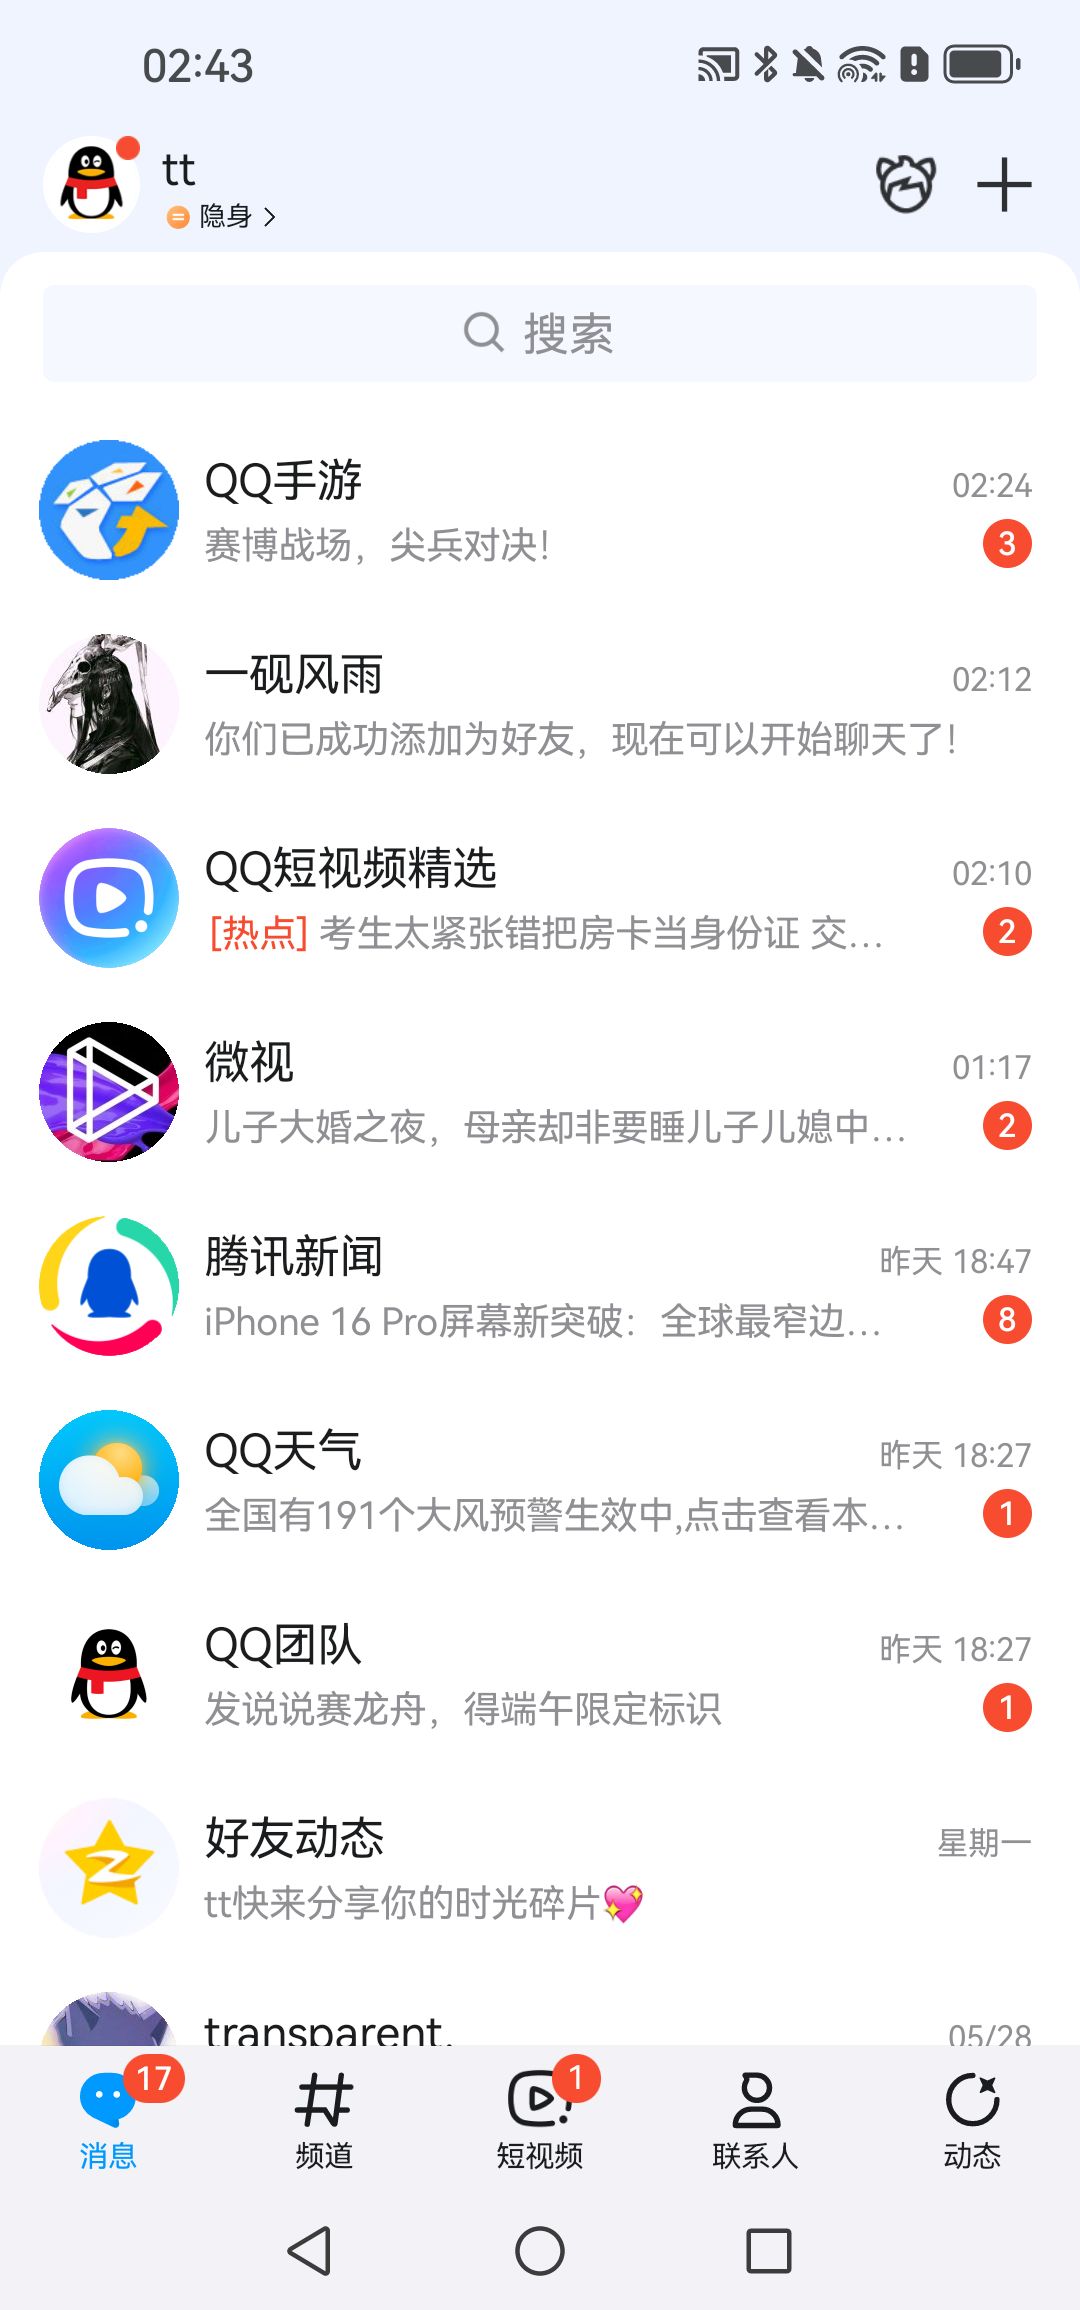 02:43
tt
隐身
搜索
QQ手游
02:24
赛博战场，尖兵对决！
3
一砚风雨
02:12
你们已成功添加为好友，现在可以开始聊天了！
QQ短视频精选
02:10
[热点] 考生太紧张错把房卡当身份证 交...
2
微视
01:17
儿子大婚之夜，母亲却非要睡儿子儿媳中...
2
腾讯新闻
昨天 18:47
iPhone 16 Pro屏幕新突破：全球最窄边...
8
QQ天气
昨天 18:27
全国有191个大风预警生效中,点击查看本...
1
QQ团队
昨天 18:27
发说说赛龙舟，得端午限定标识
1
好友动态
星期一
tt快来分享你的时光碎片💖
transparent.
05/28
17
1
消息
频道
短视频
联系人
动态